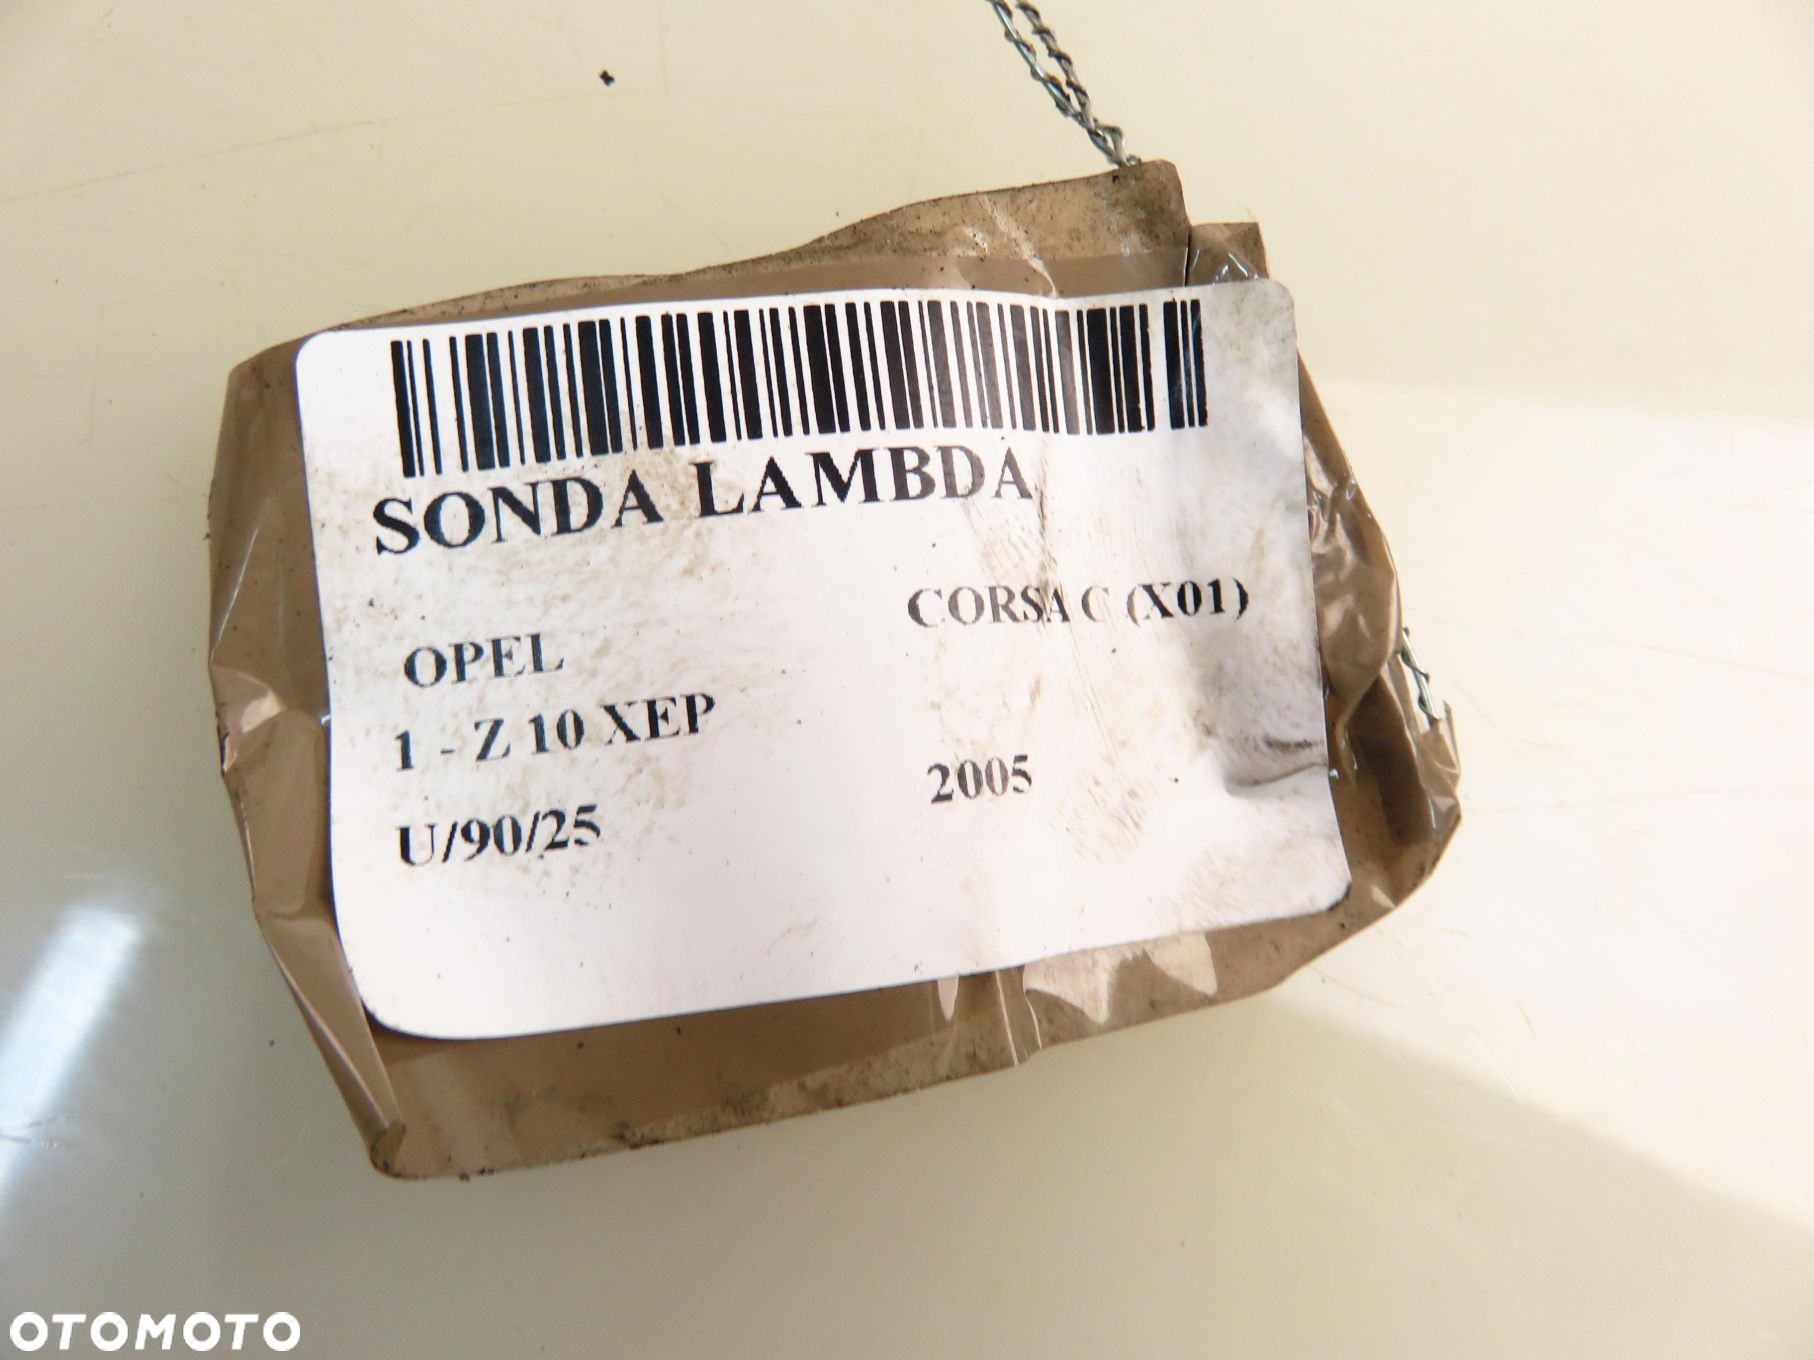 SONDA LAMBDA
OPEL CORSA C (X01)
1 - Z 10 XEP
U/90/25 2005
OTOMOTO